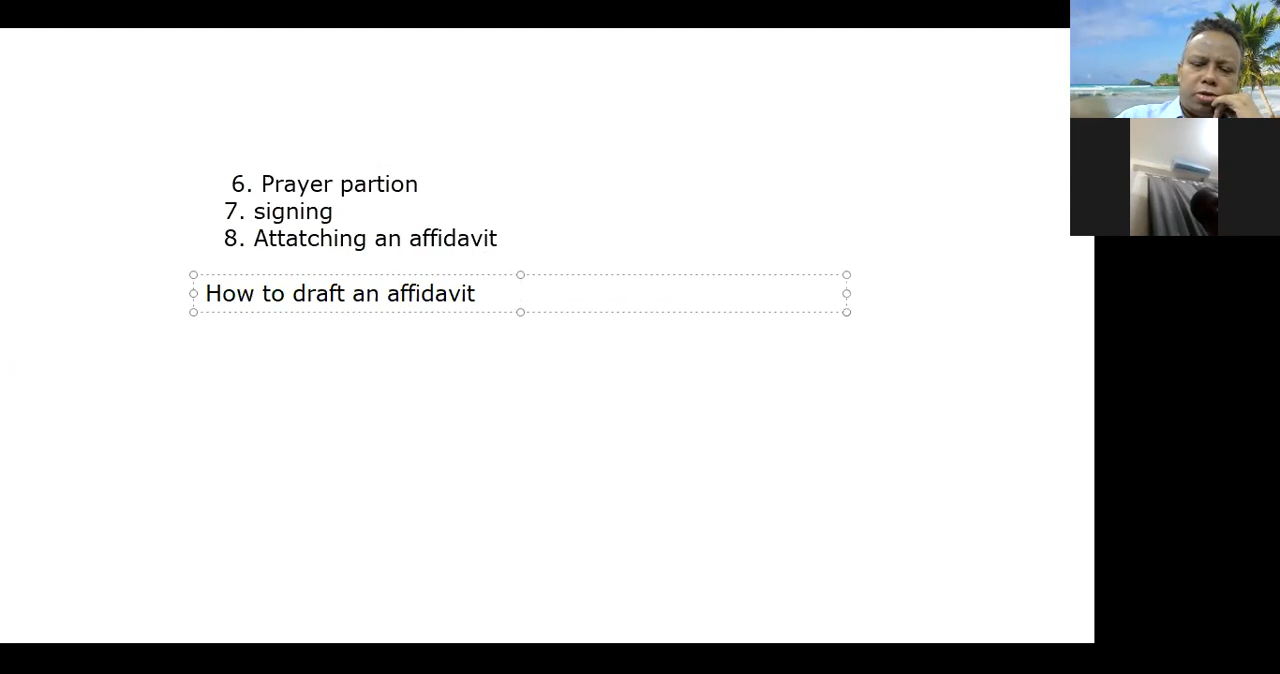 6. Prayer partion
7. signing
8. Attatching an affidavit
How to draft an affidavit